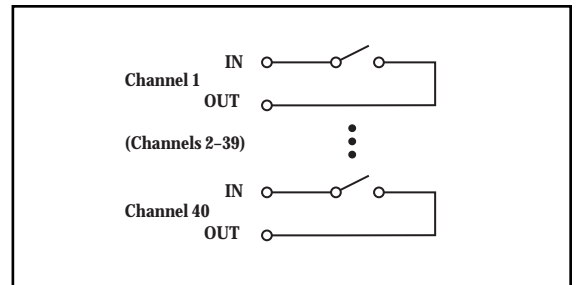 IN
Channel 1
OUT
(Channels 2–39)
IN
Channel 40
OUT